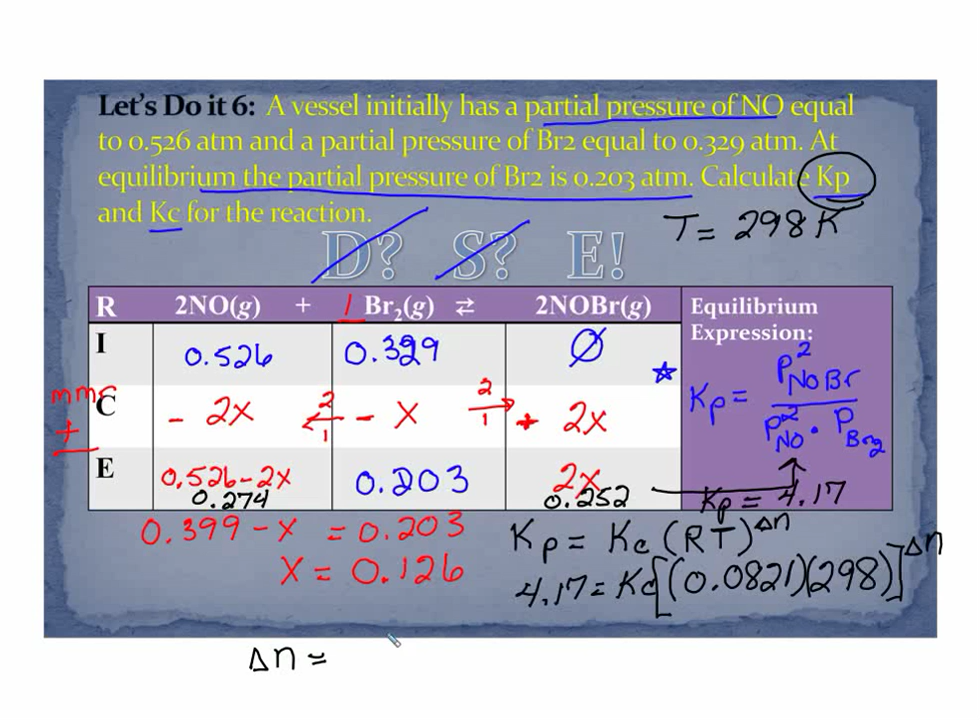 Let's Do it 6: A vessel initially has a partial pressure of NO equal
to 0.526 atm and a partial pressure of Br2 equal to 0.329 atm. At
equilibrium the partial pressure of Br2 is 0.203 atm. Calculate Kp
and Kc for the reaction.
T = 298 K
D? S? E!
R 2NO(g) + 1 Br₂(g) ⇄ 2NOBr(g) Equilibrium
Expression:
I 0.526 0.329 ∅
Kp = P²NOBr / P²NO · PBr₂
mmr
+
C - 2x 2/1 - x 2/1 + 2x
E 0.526-2x 0.203 2x
0.274 0.252 Kp = 4.17
0.399 - x = 0.203
x = 0.126
Kp = Kc (RT)^Δn
4.17 = Kc[(0.0821)(298)]^Δn
Δn =